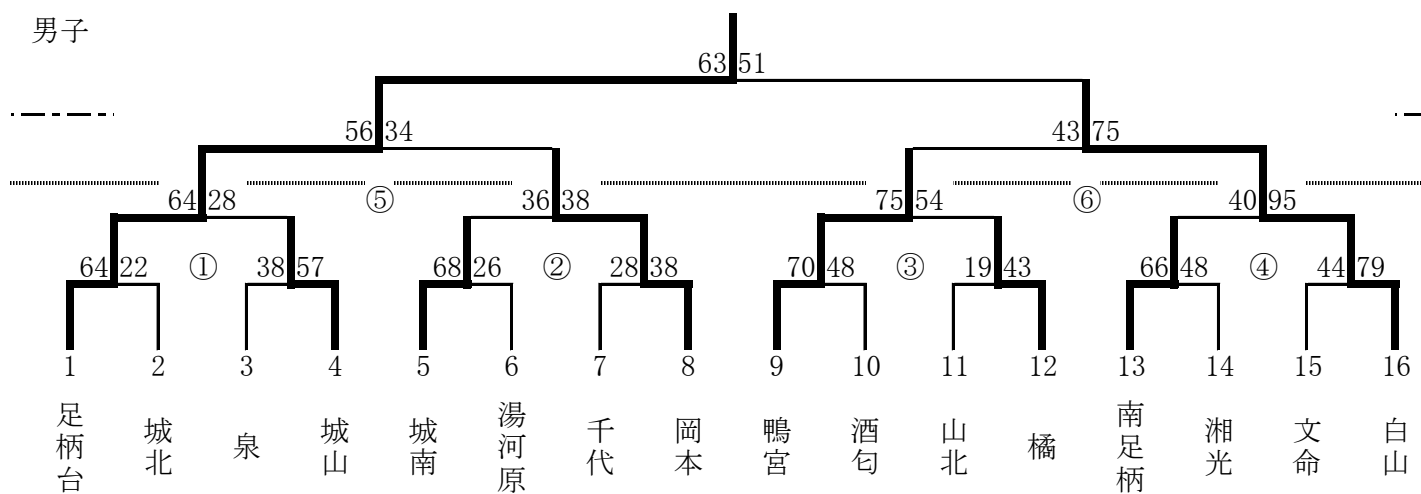 男子
63 51
56 34 43 75
64 28 ⑤ 36 38 75 54 ⑥ 40 95
64 22 ① 38 57 68 26 ② 28 38 70 48 ③ 19 43 66 48 ④ 44 79
1 2 3 4 5 6 7 8 9 10 11 12 13 14 15 16
足柄台
城北
泉
城山
城南
湯河原
千代
岡本
鴨宮
酒匂
山北
橘
南足柄
湘光
文命
白山